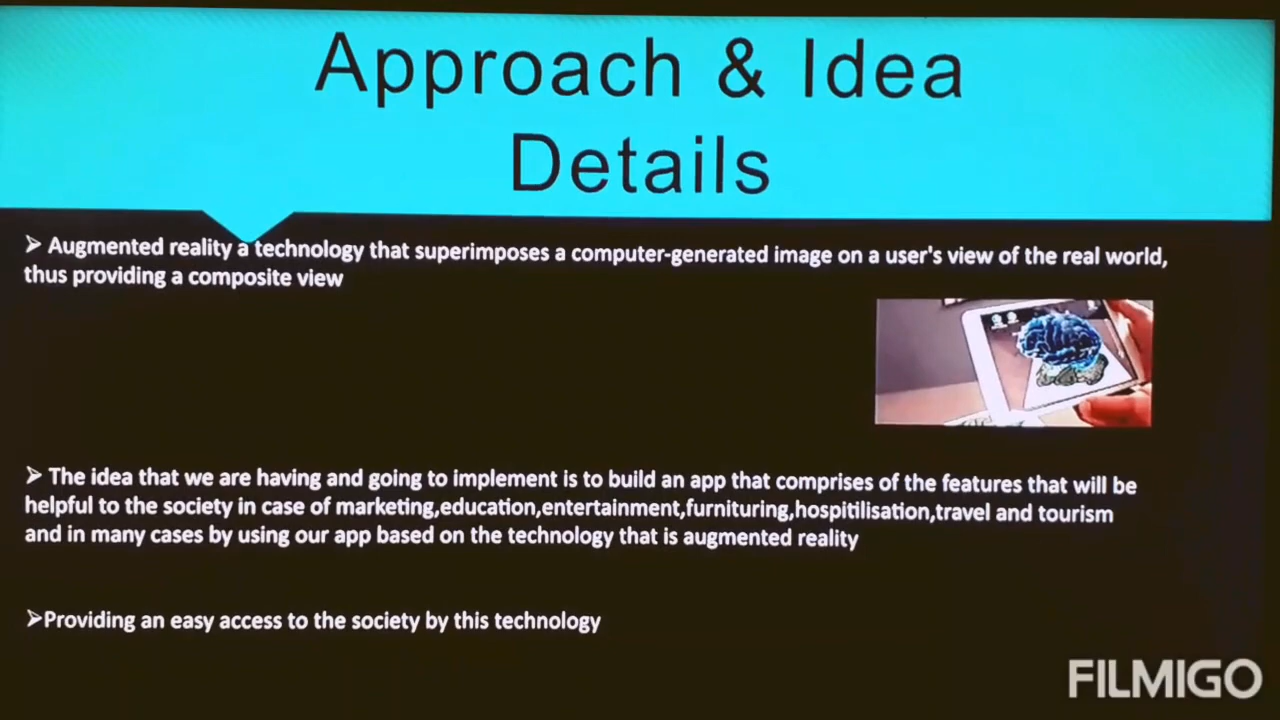 Approach & Idea
Details
➢ Augmented reality a technology that superimposes a computer-generated image on a user's view of the real world,
thus providing a composite view
➢ The idea that we are having and going to implement is to build an app that comprises of the features that will be
helpful to the society in case of marketing,education,entertainment,furnituring,hospitilisation,travel and tourism
and in many cases by using our app based on the technology that is augmented reality
➢Providing an easy access to the society by this technology
FILMIGO